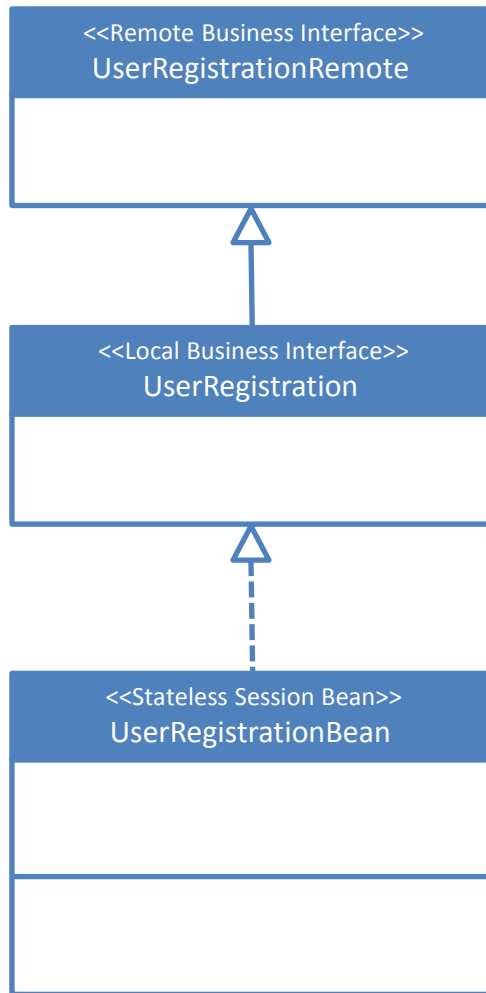 <<Remote Business Interface>>
UserRegistrationRemote
<<Local Business Interface>>
UserRegistration
<<Stateless Session Bean>>
UserRegistrationBean